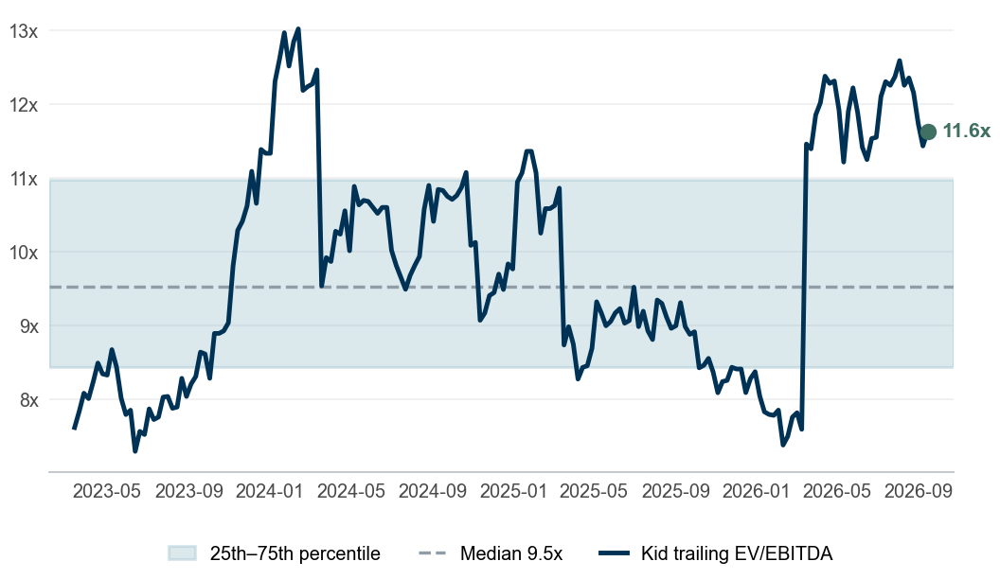 13x
12x
11x
10x
9x
8x
11.6x
2023-05 2023-09 2024-01 2024-05 2024-09 2025-01 2025-05 2025-09 2026-01 2026-05 2026-09
25th–75th percentile Median 9.5x Kid trailing EV/EBITDA